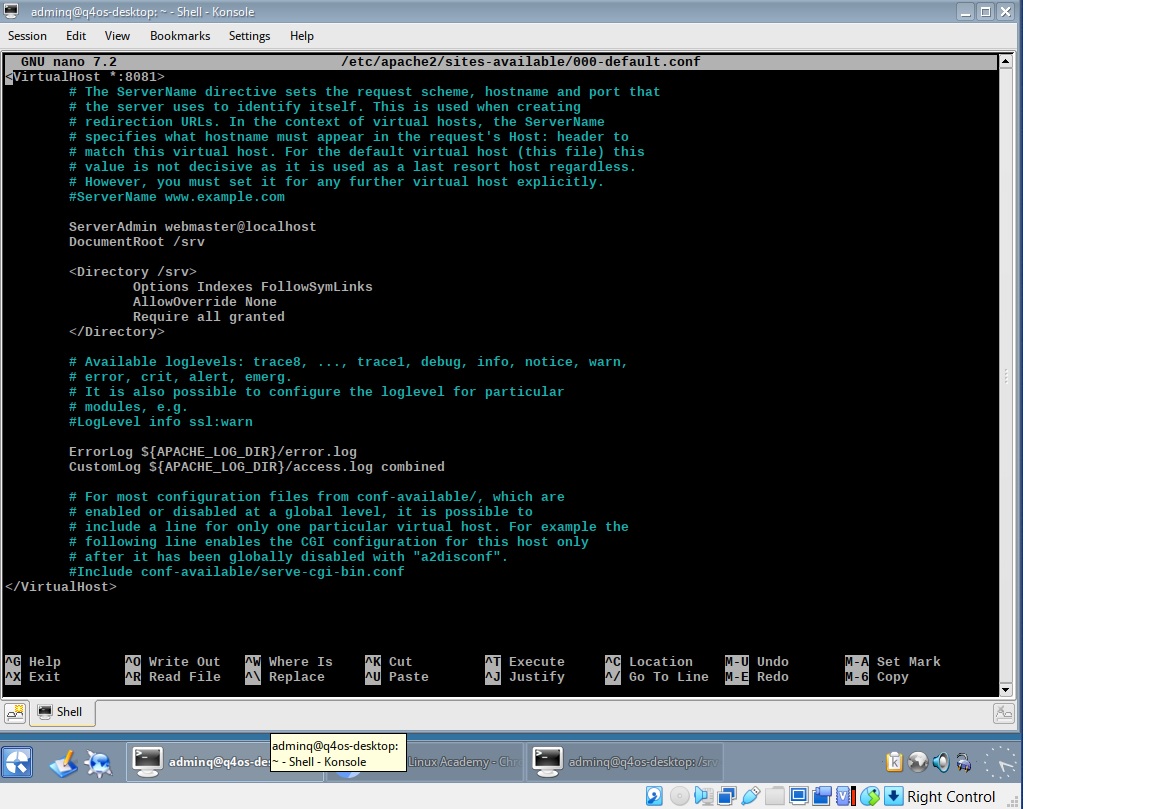 adminq@q4os-desktop: ~ - Shell - Konsole
Session Edit View Bookmarks Settings Help
GNU nano 7.2 /etc/apache2/sites-available/000-default.conf
<VirtualHost *:8081>
# The ServerName directive sets the request scheme, hostname and port that
# the server uses to identify itself. This is used when creating
# redirection URLs. In the context of virtual hosts, the ServerName
# specifies what hostname must appear in the request's Host: header to
# match this virtual host. For the default virtual host (this file) this
# value is not decisive as it is used as a last resort host regardless.
# However, you must set it for any further virtual host explicitly.
#ServerName www.example.com
ServerAdmin webmaster@localhost
DocumentRoot /srv
<Directory /srv>
Options Indexes FollowSymLinks
AllowOverride None
Require all granted
</Directory>
# Available loglevels: trace8, ..., trace1, debug, info, notice, warn,
# error, crit, alert, emerg.
# It is also possible to configure the loglevel for particular
# modules, e.g.
#LogLevel info ssl:warn
ErrorLog ${APACHE_LOG_DIR}/error.log
CustomLog ${APACHE_LOG_DIR}/access.log combined
# For most configuration files from conf-available/, which are
# enabled or disabled at a global level, it is possible to
# include a line for only one particular virtual host. For example the
# following line enables the CGI configuration for this host only
# after it has been globally disabled with "a2disconf".
#Include conf-available/serve-cgi-bin.conf
</VirtualHost>
^G Help ^O Write Out ^W Where Is ^K Cut ^T Execute ^C Location M-U Undo M-A Set Mark
^X Exit ^R Read File ^\ Replace ^U Paste ^J Justify ^/ Go To Line M-E Redo M-6 Copy
Shell
adminq@q4os-desktop:
~ - Shell - Konsole
adminq@q4os-des Linux Academy - Chr adminq@q4os-desktop: /srv
Right Control